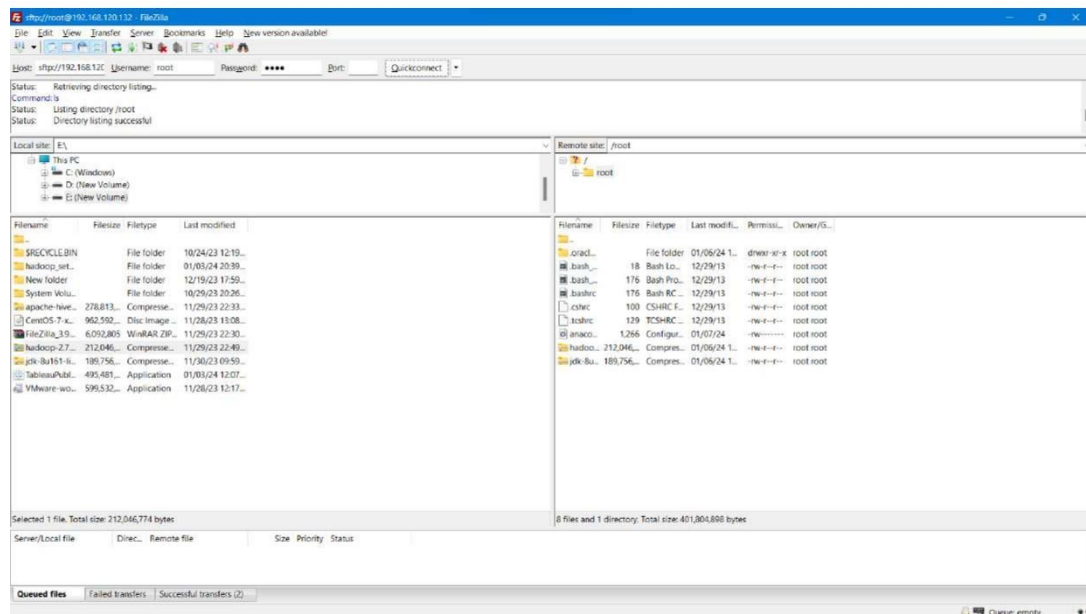 sftp://root@192.168.120.132 - FileZilla
File Edit View Transfer Server Bookmarks Help New version available!
Host: sftp://192.168.12C Username: root Password: •••• Port: Quickconnect
Status: Retrieving directory listing...
Command: ls
Status: Listing directory /root
Status: Directory listing successful
Local site: E:\ Remote site: /root
This PC /
C: (Windows) root
D: (New Volume)
E: (New Volume)
Filename Filesize Filetype Last modified Filename Filesize Filetype Last modifi... Permissi... Owner/G...
.. ..
$RECYCLE.BIN File folder 10/24/23 12:19... .oracl... File folder 01/06/24 1... drwxr-xr-x root root
hadoop_set... File folder 01/03/24 20:39... .bash_... 18 Bash Lo... 12/29/13 -rw-r--r-- root root
New folder File folder 12/19/23 17:59... .bash_... 176 Bash Pro... 12/29/13 -rw-r--r-- root root
System Volu... File folder 10/29/23 20:26... .bashrc 176 Bash RC ... 12/29/13 -rw-r--r-- root root
apache-hive... 278,813,... Compresse... 11/29/23 22:33... .cshrc 100 CSHRC F... 12/29/13 -rw-r--r-- root root
CentOS-7-x... 962,592,... Disc Image ... 11/28/23 13:08... .tcshrc 129 TCSHRC ... 12/29/13 -rw-r--r-- root root
FileZilla_3.9... 6,092,805 WinRAR ZIP... 11/29/23 22:30... anaco... 1,266 Configur... 01/07/24 -rw------- root root
hadoop-2.7... 212,046,... Compresse... 11/29/23 22:49... hadoo... 212,046,... Compres... 01/06/24 1... -rw-r--r-- root root
jdk-8u161-li... 189,756,... Compresse... 11/30/23 09:59... jdk-8u... 189,756,... Compres... 01/06/24 1... -rw-r--r-- root root
TableauPubl... 495,481,... Application 01/03/24 12:07...
VMware-wo... 599,532,... Application 11/28/23 12:17...
Selected 1 file. Total size: 212,046,774 bytes 8 files and 1 directory. Total size: 401,804,898 bytes
Server/Local file Direc... Remote file Size Priority Status
Queued files Failed transfers Successful transfers (2)
Queue: empty